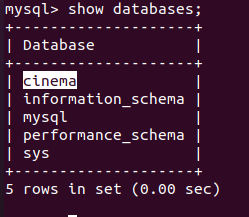 mysql> show databases;
+--------------------+
| Database           |
+--------------------+
| cinema             |
| information_schema |
| mysql              |
| performance_schema |
| sys                |
+--------------------+
5 rows in set (0.00 sec)